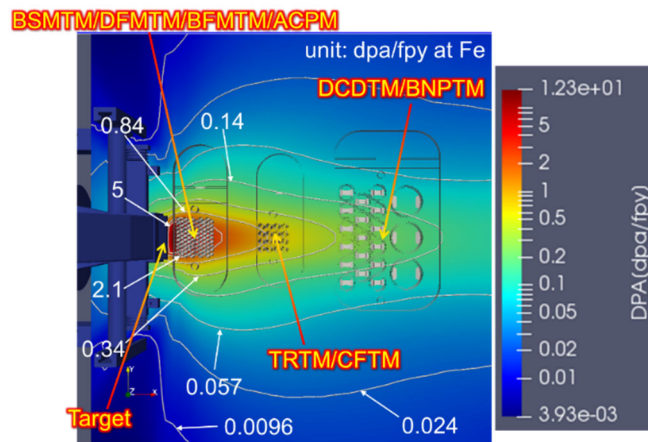 BSMTM/DFMTM/BFMTM/ACPM
unit: dpa/fpy at Fe
DCDTM/BNPTM
0.84
0.14
5
2.1
0.34
TRTM/CFTM
0.057
Target
0.0096
0.024
Y
Z
X
1.23e+01
5
2
1
0.5
0.2
0.1
0.05
0.02
0.01
3.93e-03
DPA(dpa/fpy)